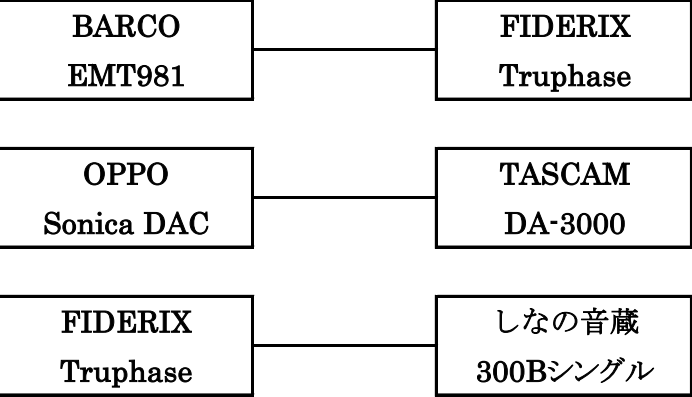 BARCO
EMT981
FIDERIX
Truphase
OPPO
Sonica DAC
TASCAM
DA-3000
FIDERIX
Truphase
しなの音蔵
300Bシングル